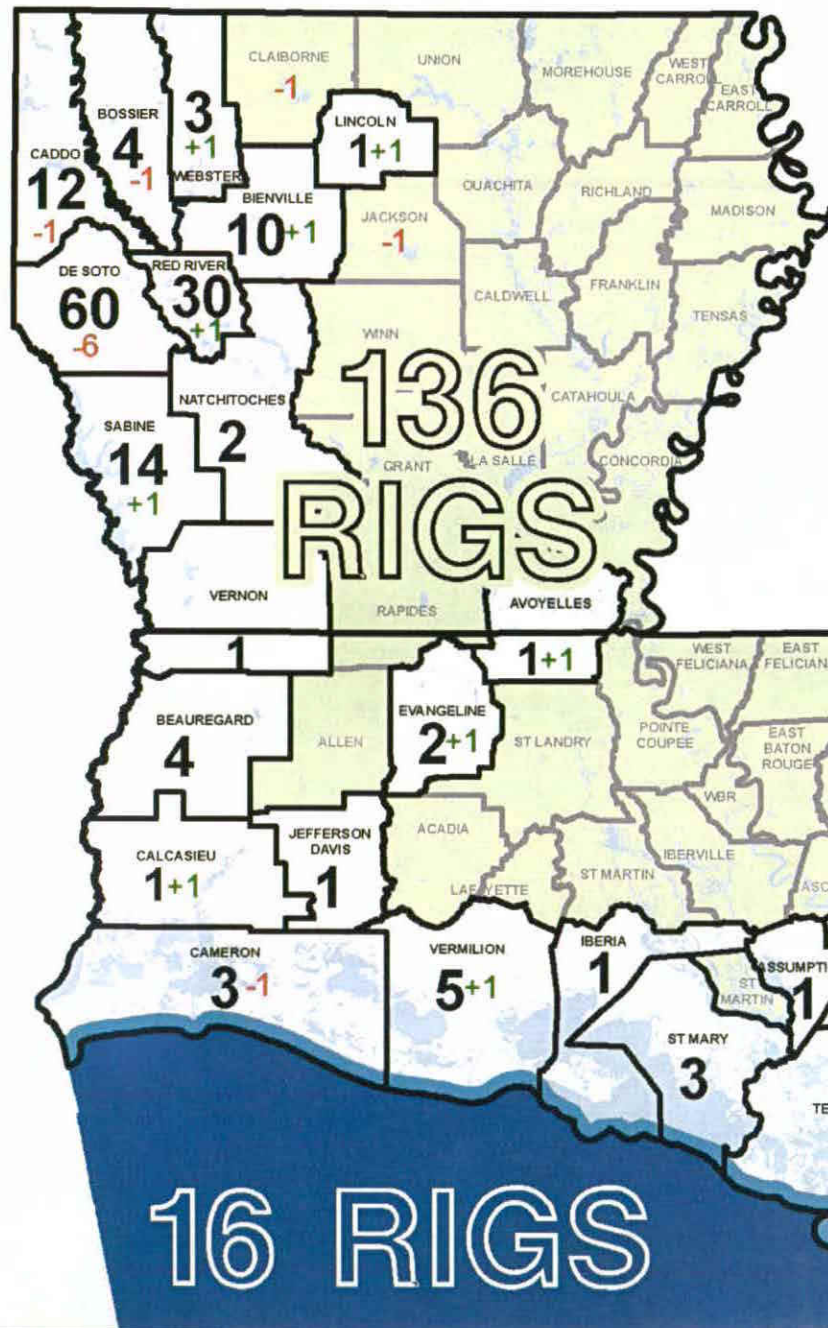 CLAIBORNE
-1
UNION
MOREHOUSE
WEST
CARROLL
EAST
CARROLL
BOSSIER
4
-1
3
+1
WEBSTER
LINCOLN
1+1
CADDO
12
-1
BIENVILLE
10+1
OUACHITA
RICHLAND
MADISON
JACKSON
-1
DE SOTO
60
-6
RED RIVER
30
+1
CALDWELL
FRANKLIN
TENSAS
WINN
136
RIGS
NATCHITOCHES
2
CATAHOULA
SABINE
14
+1
GRANT
LA SALLE
CONCORDIA
VERNON
1
RAPIDES
AVOYELLES
1+1
WEST
FELICIANA
EAST
FELICIAN
BEAUREGARD
4
ALLEN
EVANGELINE
2+1
ST LANDRY
POINTE
COUPEE
EAST
BATON
ROUGE
WBR
CALCASIEU
1+1
JEFFERSON
DAVIS
1
ACADIA
LAFAYETTE
ST MARTIN
IBERVILLE
ASC
CAMERON
3-1
VERMILION
5+1
IBERIA
1
ST
MARTIN
ASSUMPTI
1
ST MARY
3
TE
16 RIGS